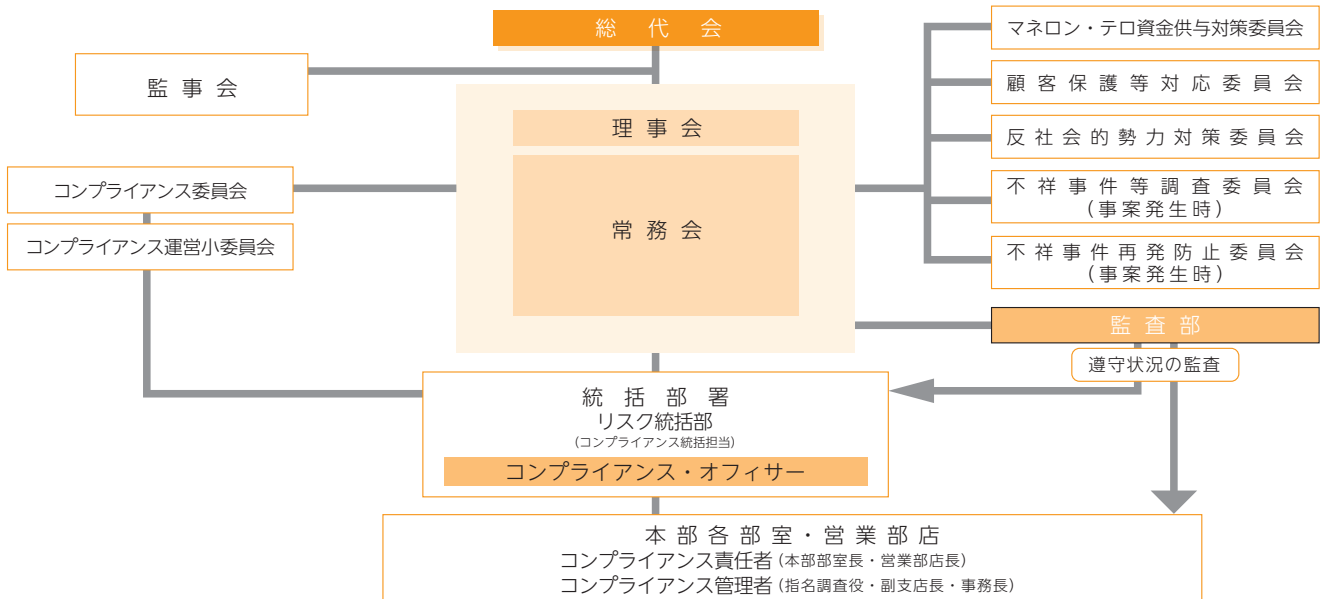 総代会
監事会
理事会
常務会
コンプライアンス委員会
コンプライアンス運営小委員会
マネロン・テロ資金供与対策委員会
顧客保護等対応委員会
反社会的勢力対策委員会
不祥事件等調査委員会
(事案発生時)
不祥事件再発防止委員会
(事案発生時)
監査部
遵守状況の監査
統括部署
リスク統括部
(コンプライアンス統括担当)
コンプライアンス・オフィサー
本部各部室・営業部店
コンプライアンス責任者(本部部室長・営業部店長)
コンプライアンス管理者(指名調査役・副支店長・事務長)